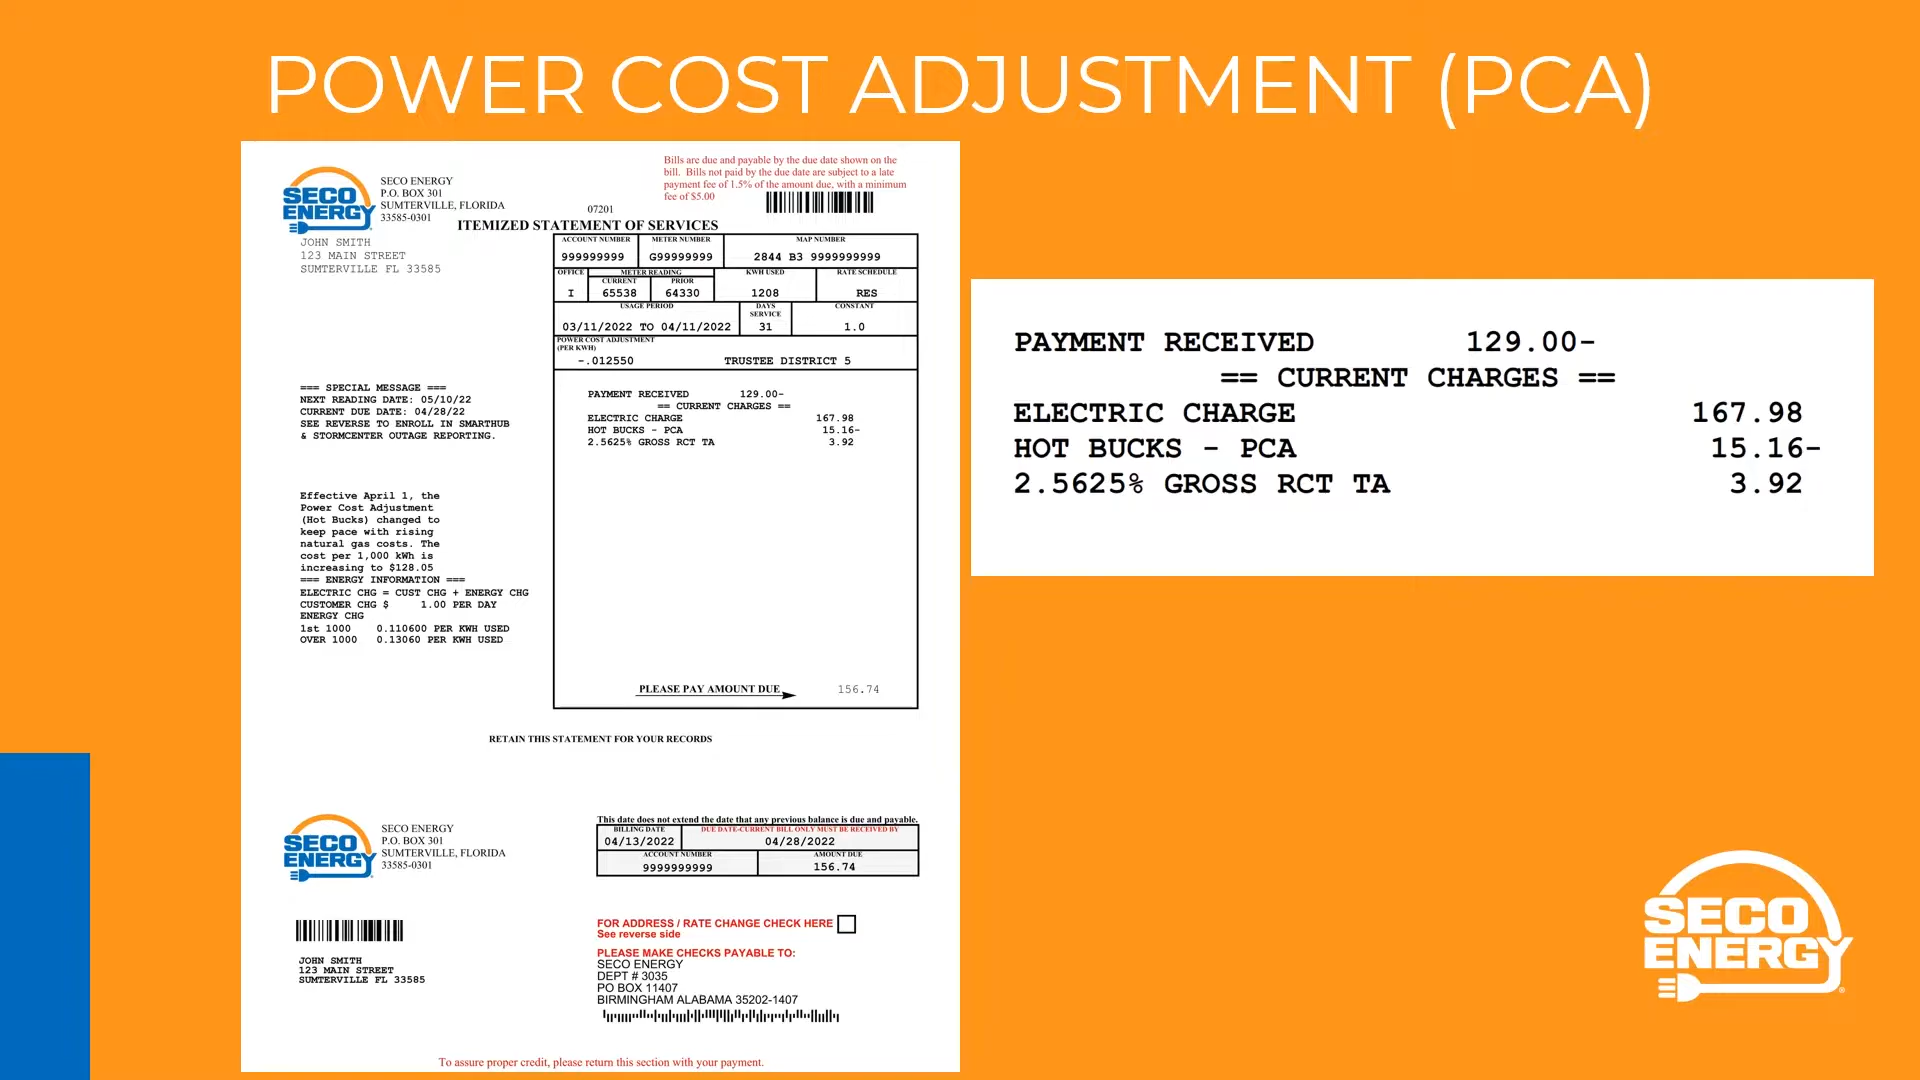 POWER COST ADJUSTMENT (PCA)
SECO ENERGY
SECO ENERGY
P.O. BOX 301
SUMTERVILLE, FLORIDA
33585-0301
Bills are due and payable by the due date shown on the
bill. Bills not paid by the due date are subject to a late
payment fee of 1.5% of the amount due, with a minimum
fee of $5.00
07201
ITEMIZED STATEMENT OF SERVICES
JOHN SMITH
123 MAIN STREET
SUMTERVILLE FL 33585
ACCOUNT NUMBER METER NUMBER MAP NUMBER
999999999 G99999999 2844 B3 9999999999
OFFICE METER READING KWH USED RATE SCHEDULE
CURRENT PRIOR
I 65538 64330 1208 RES
USAGE PERIOD DAYS SERVICE CONSTANT
03/11/2022 TO 04/11/2022 31 1.0
POWER COST ADJUSTMENT
(PER KWH)
-.012550 TRUSTEE DISTRICT 5
PAYMENT RECEIVED 129.00-
== CURRENT CHARGES ==
ELECTRIC CHARGE 167.98
HOT BUCKS - PCA 15.16-
2.5625% GROSS RCT TA 3.92
=== SPECIAL MESSAGE ===
NEXT READING DATE: 05/10/22
CURRENT DUE DATE: 04/28/22
SEE REVERSE TO ENROLL IN SMARTHUB
& STORMCENTER OUTAGE REPORTING.
Effective April 1, the
Power Cost Adjustment
(Hot Bucks) changed to
keep pace with rising
natural gas costs. The
cost per 1,000 kWh is
increasing to $128.05
=== ENERGY INFORMATION ===
ELECTRIC CHG = CUST CHG + ENERGY CHG
CUSTOMER CHG $ 1.00 PER DAY
ENERGY CHG
1st 1000 0.110600 PER KWH USED
OVER 1000 0.13060 PER KWH USED
PLEASE PAY AMOUNT DUE 156.74
RETAIN THIS STATEMENT FOR YOUR RECORDS
SECO ENERGY
SECO ENERGY
P.O. BOX 301
SUMTERVILLE, FLORIDA
33585-0301
This date does not extend the date that any previous balance is due and payable.
BILLING DATE DUE DATE-CURRENT BILL ONLY MUST BE RECEIVED BY
04/13/2022 04/28/2022
ACCOUNT NUMBER AMOUNT DUE
9999999999 156.74
JOHN SMITH
123 MAIN STREET
SUMTERVILLE FL 33585
FOR ADDRESS / RATE CHANGE CHECK HERE
See reverse side
PLEASE MAKE CHECKS PAYABLE TO:
SECO ENERGY
DEPT # 3035
PO BOX 11407
BIRMINGHAM ALABAMA 35202-1407
To assure proper credit, please return this section with your payment.
PAYMENT RECEIVED 129.00-
== CURRENT CHARGES ==
ELECTRIC CHARGE 167.98
HOT BUCKS - PCA 15.16-
2.5625% GROSS RCT TA 3.92
SECO
ENERGY